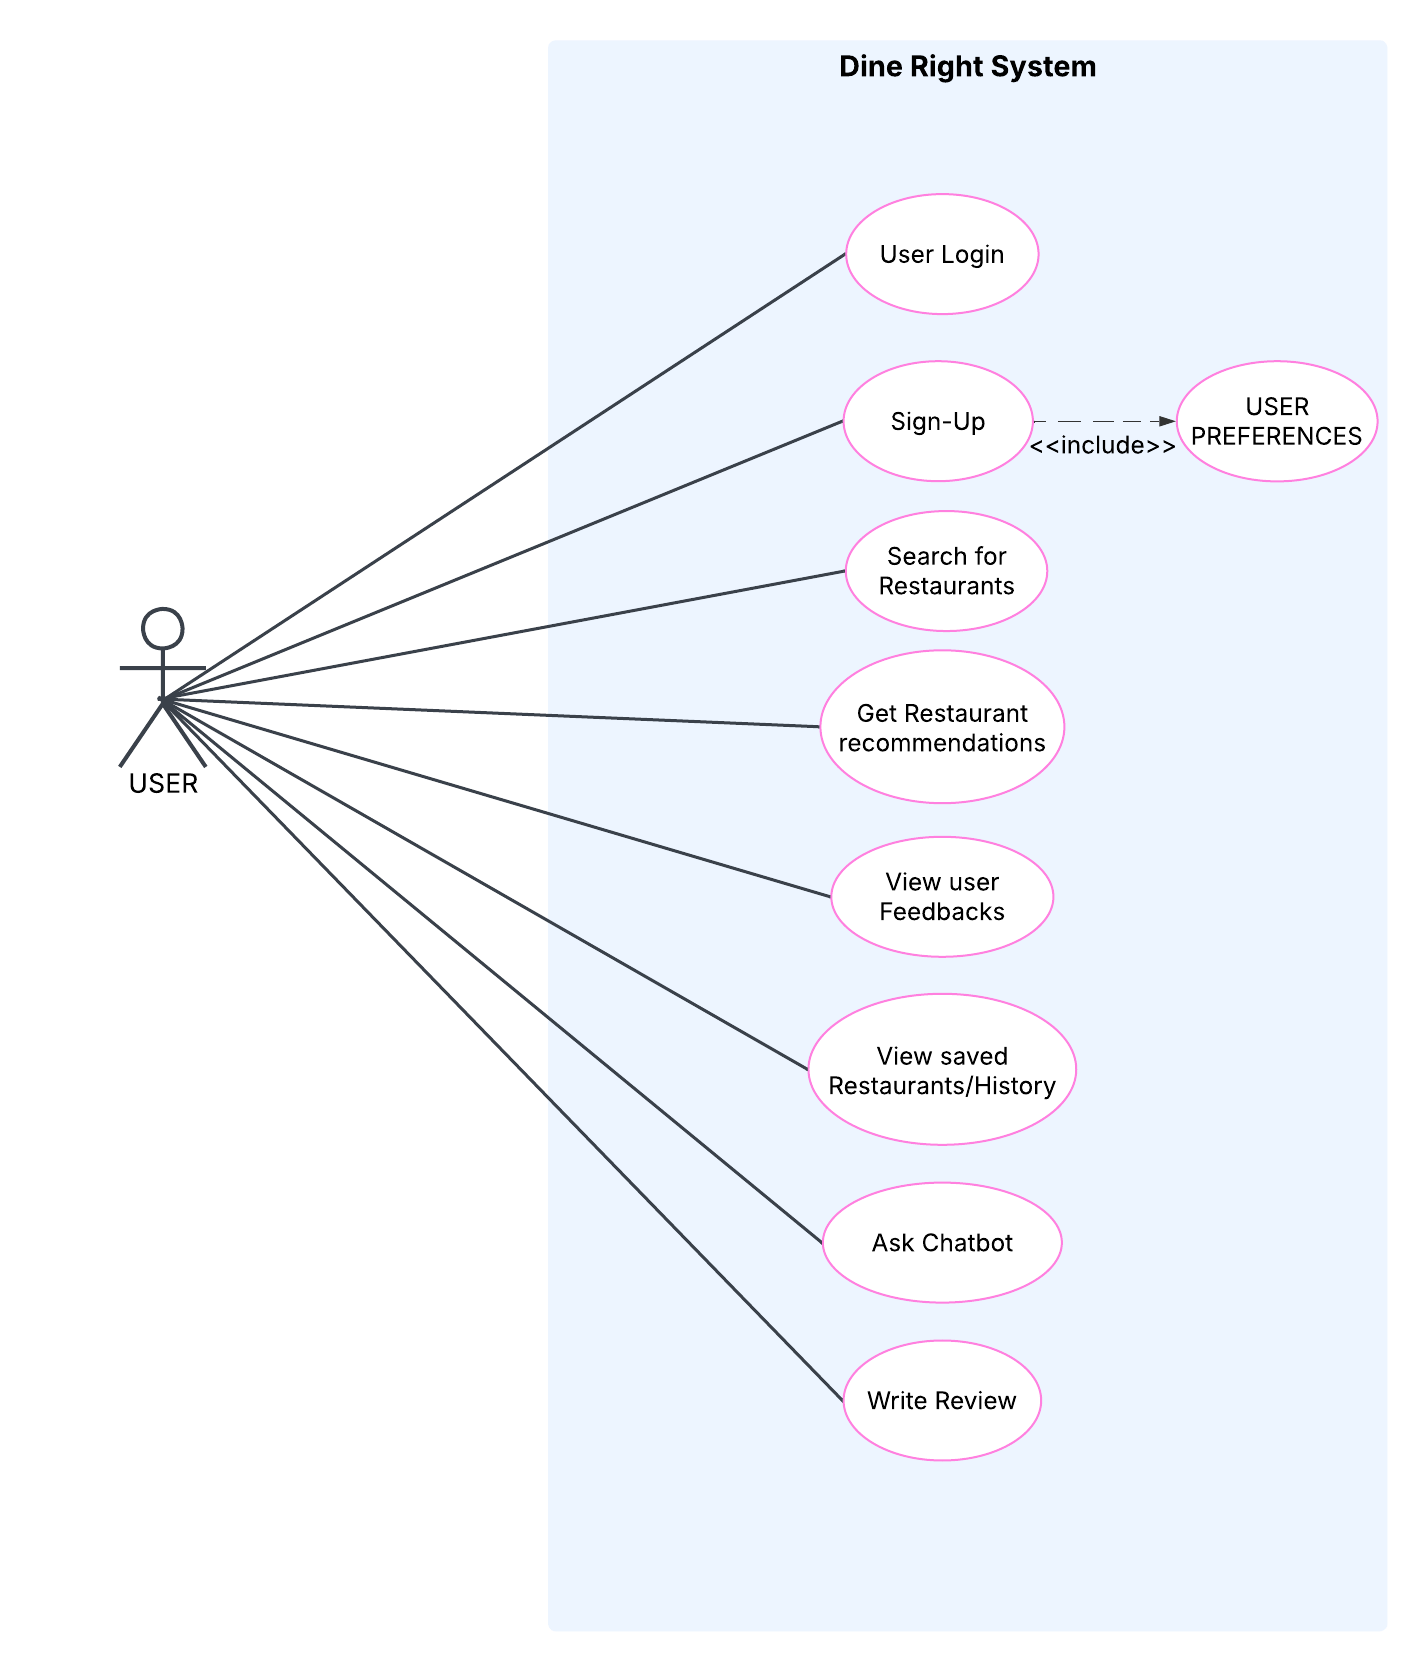 Dine Right System
User Login
Sign-Up
<<include>>
USER
PREFERENCES
Search for
Restaurants
USER
Get Restaurant
recommendations
View user
Feedbacks
View saved
Restaurants/History
Ask Chatbot
Write Review